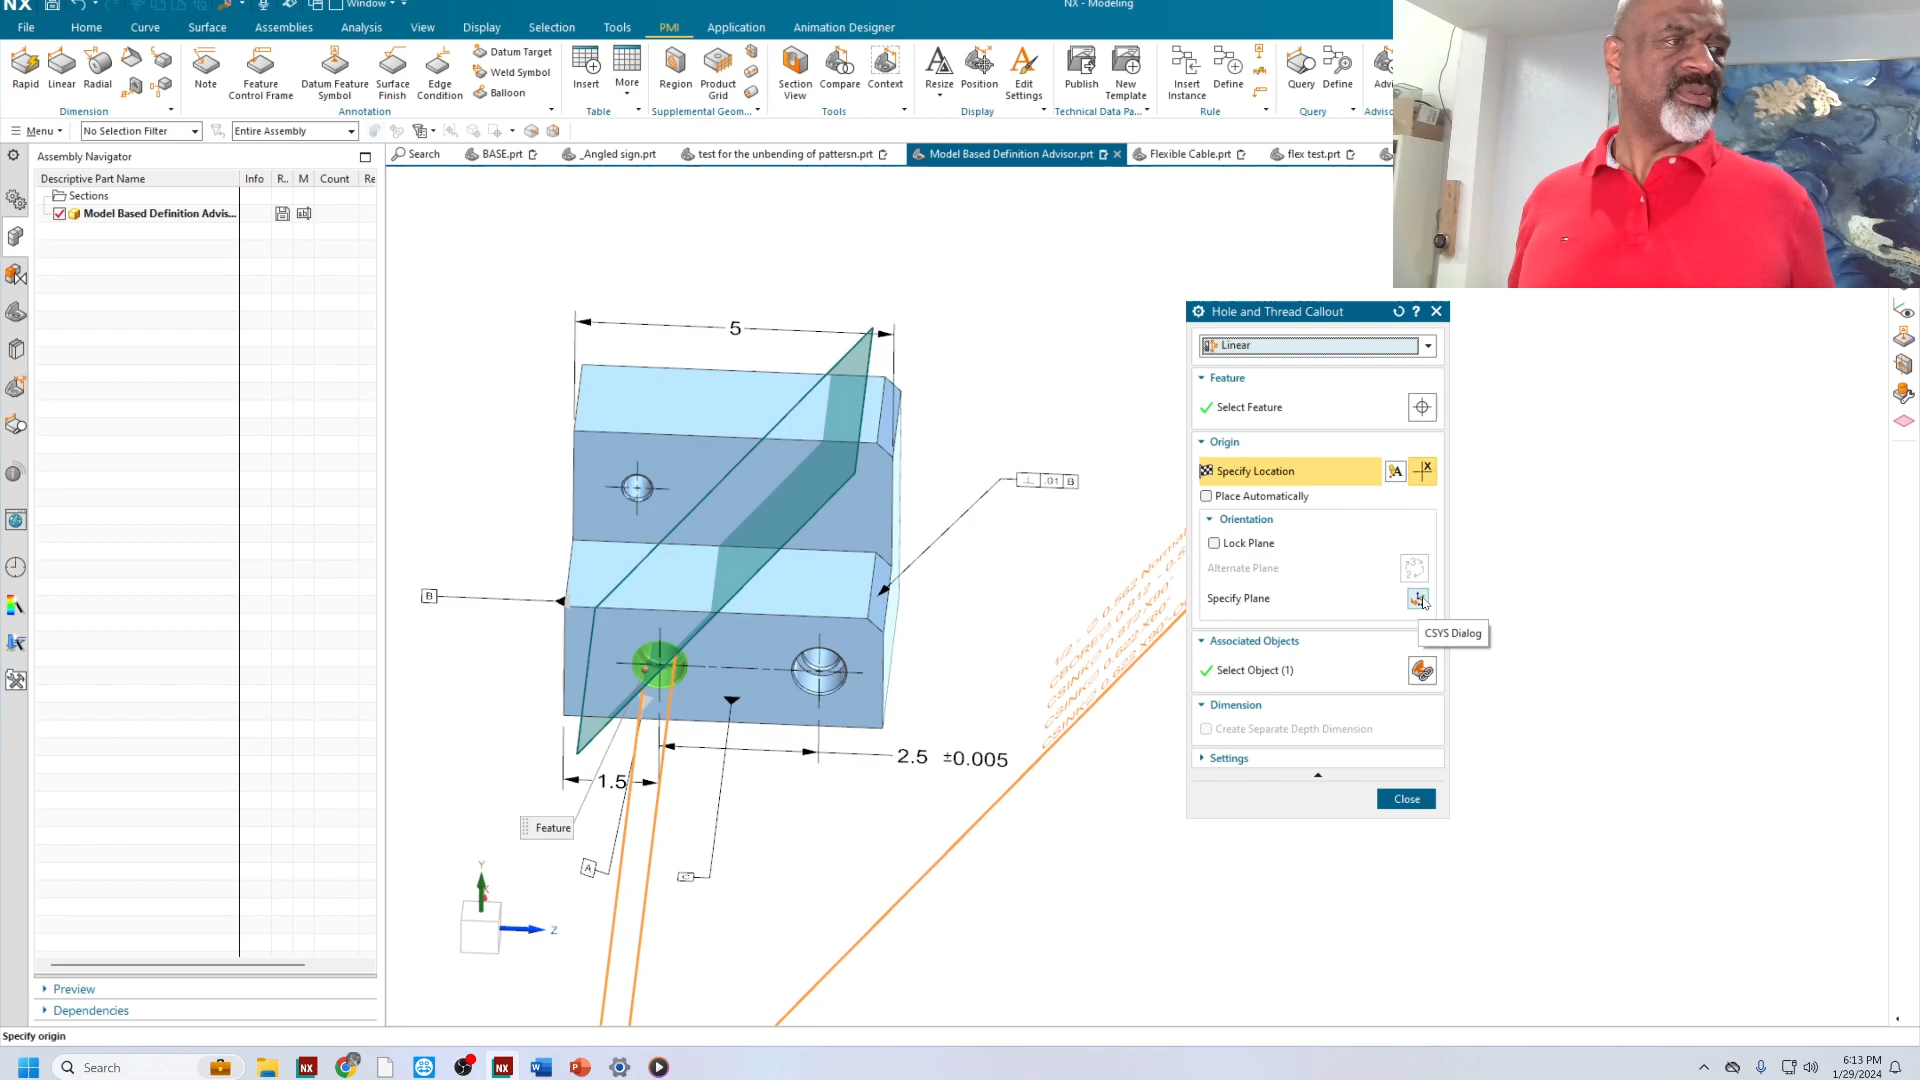 NX
Window
NX - Modeling
File Home Curve Surface Assemblies Analysis View Selection Tools Display PMI Application Animation Designer
Rapid Linear Radial
Note Feature Control Frame Datum Feature Symbol Surface Finish Edge Condition
Datum Target
Weld Symbol
Balloon
Insert More
Region Product Grid
Section View Compare Context
Resize Position Edit Settings
Publish New Template
Insert Instance Define
Query Define
Dimension Annotation Table Supplemental Geom... Tools Display Technical Data Pa... Rule Query
Menu No Selection Filter Entire Assembly
Assembly Navigator
Search BASE.prt _Angled sign.prt test for the unbending of pattersn.prt Model Based Definition Advisor.prt Flexible Cable.prt flex test.prt
Descriptive Part Name Info R.. M Count Re
Sections
Model Based Definition Advis...
5
.01 B
B
2.5 ±0.005
1.5
Feature
A
C
Y
Z
Hole and Thread Callout
Linear
Feature
Select Feature
Origin
Specify Location
Place Automatically
Orientation
Lock Plane
Alternate Plane
Specify Plane
CSYS Dialog
Associated Objects
Select Object (1)
Dimension
Create Separate Depth Dimension
Settings
Close
Preview
Dependencies
Specify origin
Search
6:13 PM
1/29/2024